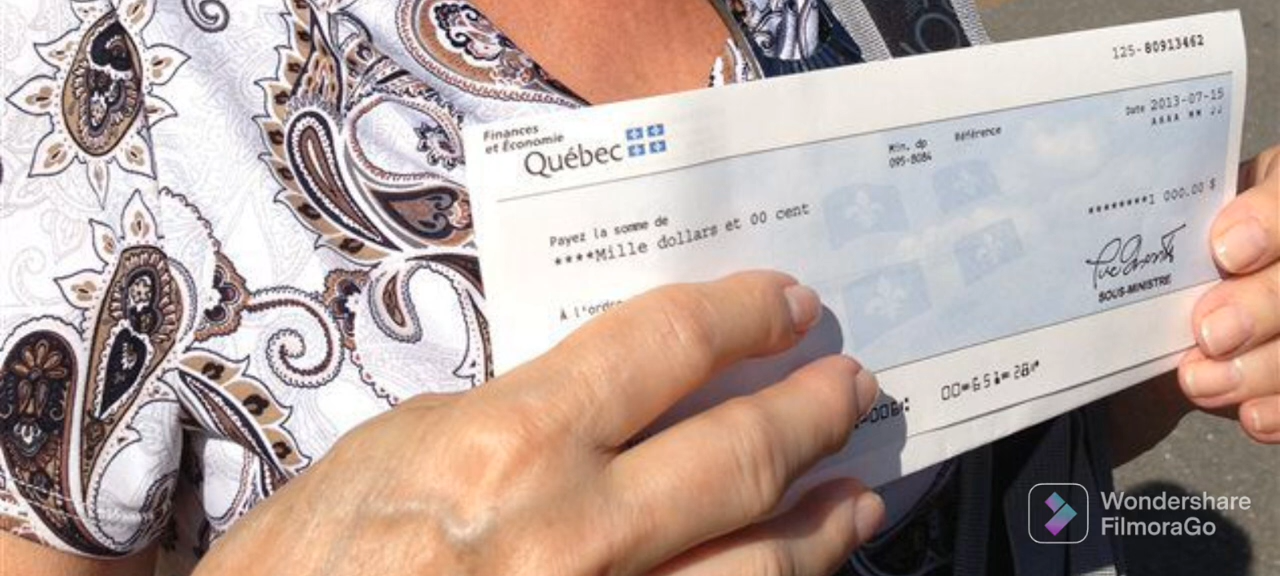 125-80913462
Finances
et Économie
Québec
Min. dp
095-8084
Référence
Date 2013-07-15
AAAA MM JJ
Payez la somme de
****Mille dollars et 00 cent
********1 000.00 $
À l'ordre
SOUS-MINISTRE
Wondershare
FilmoraGo